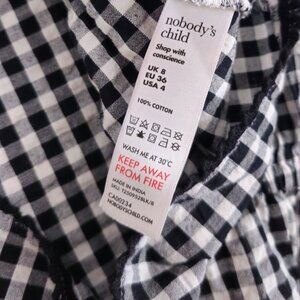 nobody's
child
Shop with
conscience
UK 8
EU 36
USA 4
100% COTTON
WASH ME AT 30°C
KEEP AWAY
FROM FIRE
MADE IN INDIA
CA00234
NOBODYSCHILD.COM